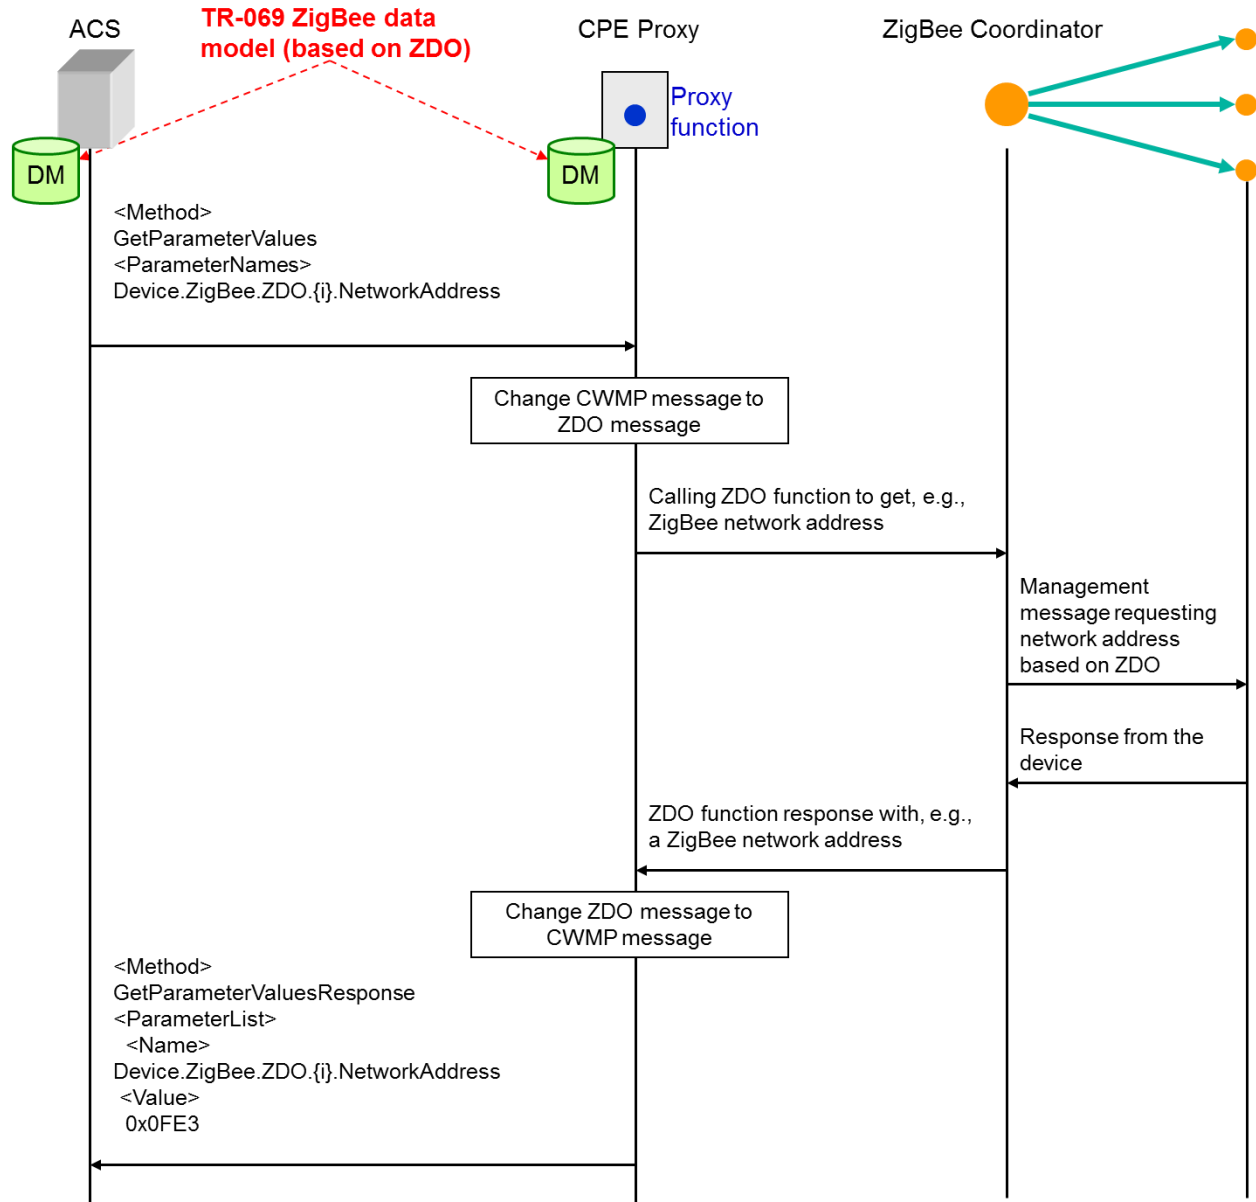 ACS
TR-069 ZigBee data
model (based on ZDO)
CPE Proxy
ZigBee Coordinator
Proxy
function
DM
DM
<Method>
GetParameterValues
<ParameterNames>
Device.ZigBee.ZDO.{i}.NetworkAddress
Change CWMP message to
ZDO message
Calling ZDO function to get, e.g.,
ZigBee network address
Management
message requesting
network address
based on ZDO
Response from the
device
ZDO function response with, e.g.,
a ZigBee network address
Change ZDO message to
CWMP message
<Method>
GetParameterValuesResponse
<ParameterList>
<Name>
Device.ZigBee.ZDO.{i}.NetworkAddress
<Value>
0x0FE3